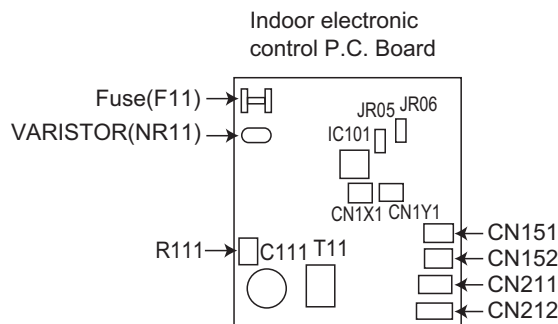 Indoor electronic
control P.C. Board
Fuse(F11)
VARISTOR(NR11)
JR05 JR06
IC101
CN1X1 CN1Y1
R111
C111 T11
CN151
CN152
CN211
CN212